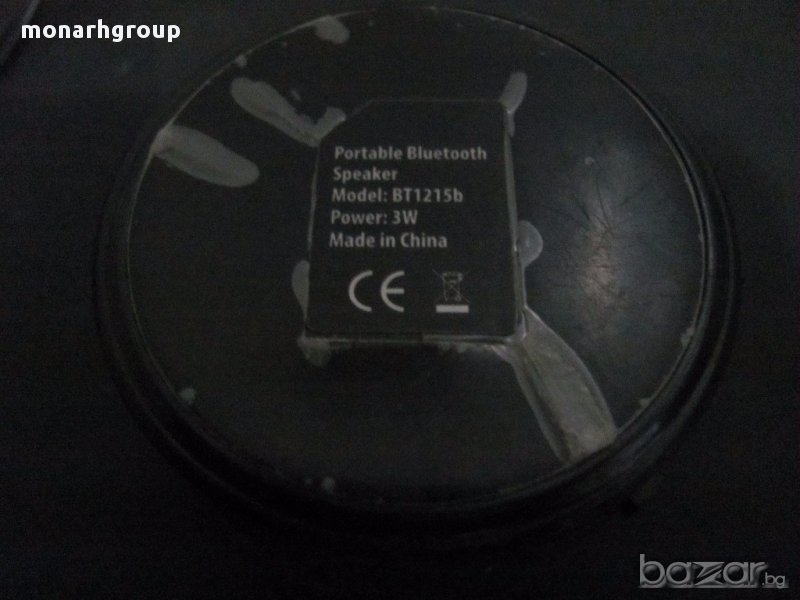 monarhgroup
Portable Bluetooth
Speaker
Model: BT1215b
Power: 3W
Made in China
CE
bazar.bg